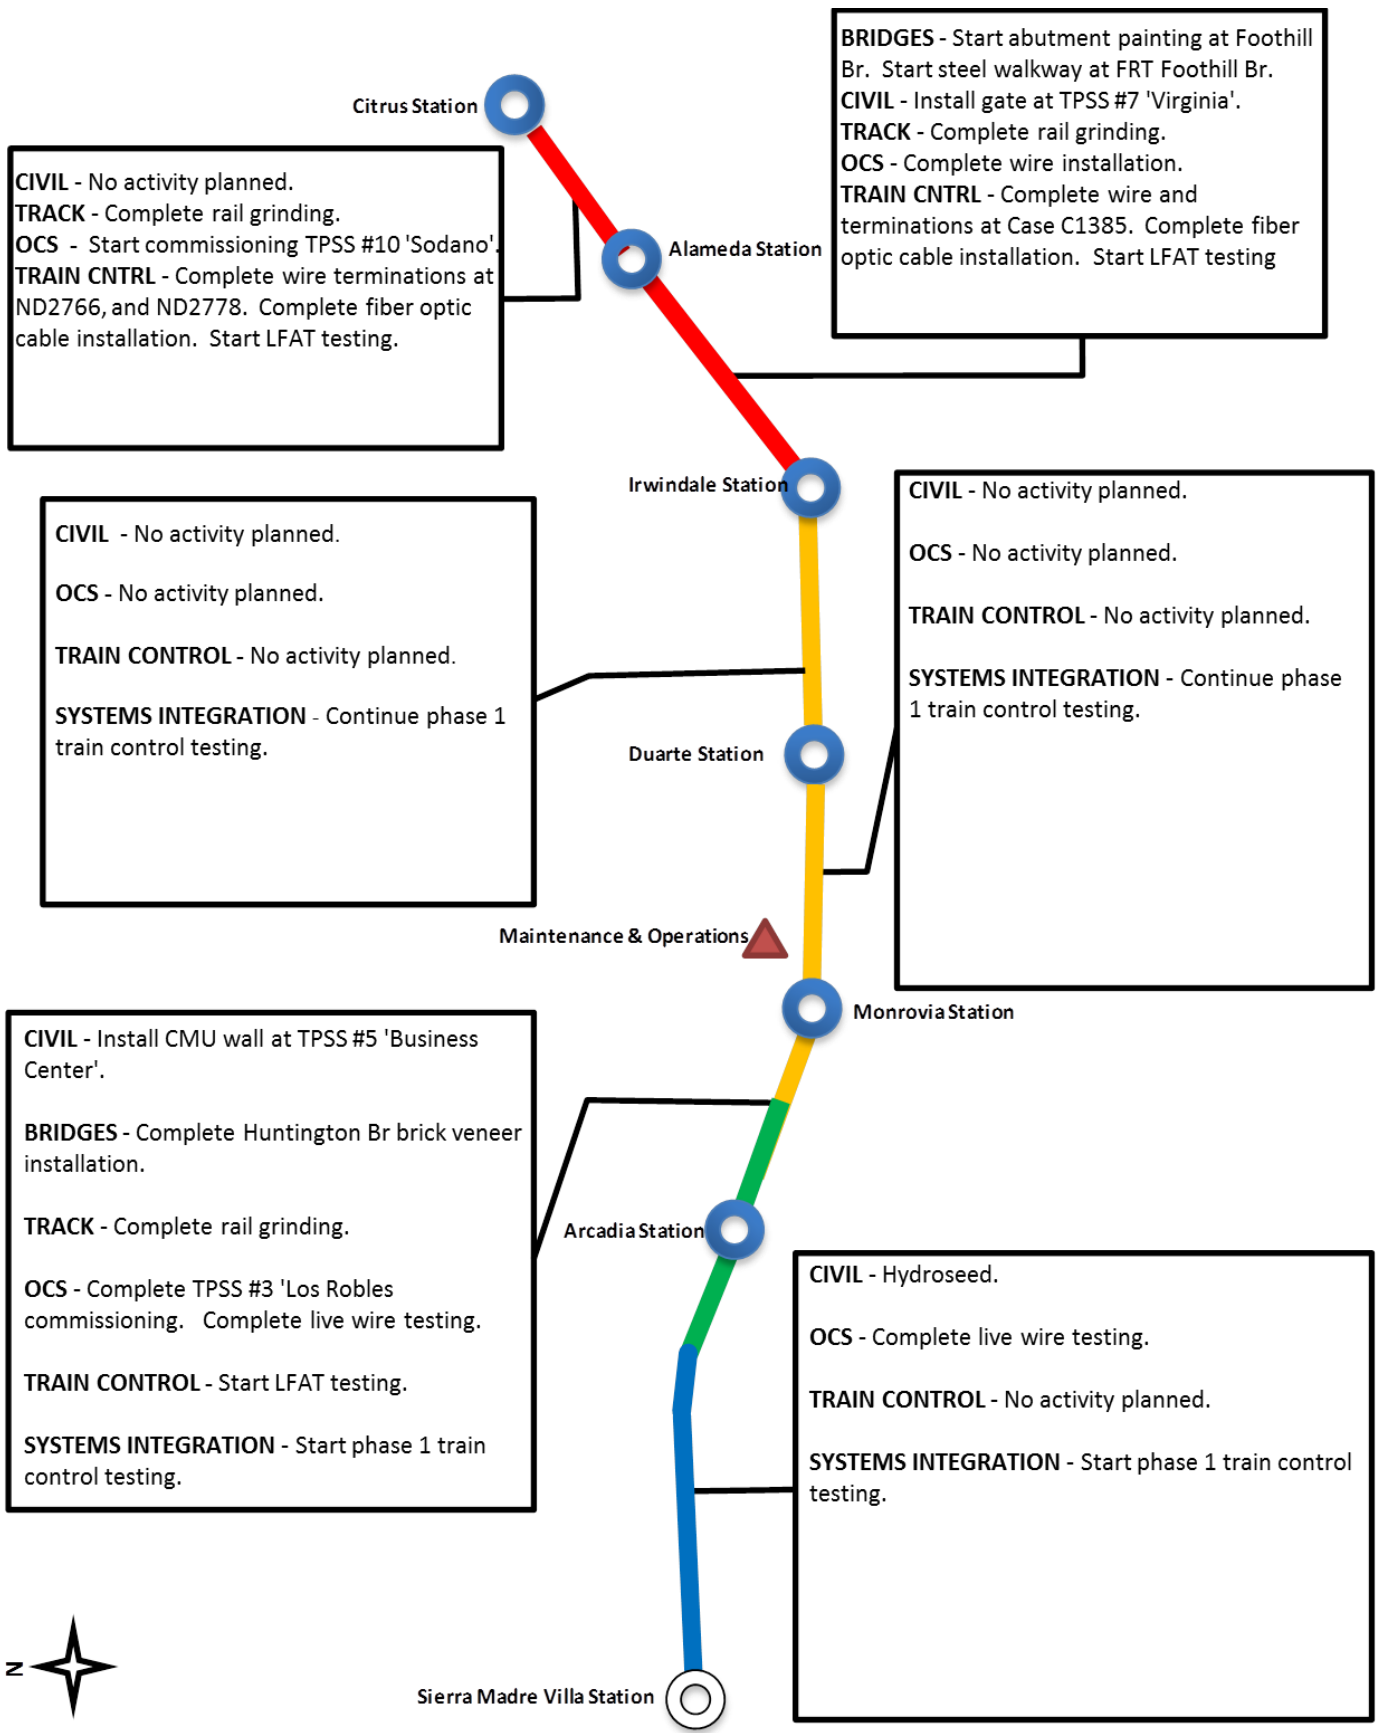 Citrus Station
BRIDGES - Start abutment painting at Foothill
Br.  Start steel walkway at FRT Foothill Br.
CIVIL - Install gate at TPSS #7 'Virginia'.
TRACK - Complete rail grinding.
OCS - Complete wire installation.
TRAIN CNTRL - Complete wire and
terminations at Case C1385.  Complete fiber
optic cable installation.  Start LFAT testing
CIVIL - No activity planned.
TRACK - Complete rail grinding.
OCS  -  Start commissioning TPSS #10 'Sodano'.
TRAIN CNTRL - Complete wire terminations at
ND2766, and ND2778.  Complete fiber optic
cable installation.  Start LFAT testing.
Alameda Station
Irwindale Station
CIVIL - No activity planned.
OCS - No activity planned.
TRAIN CONTROL - No activity planned.
SYSTEMS INTEGRATION - Continue phase
1 train control testing.
CIVIL  - No activity planned.
OCS - No activity planned.
TRAIN CONTROL - No activity planned.
SYSTEMS INTEGRATION - Continue phase 1
train control testing.
Duarte Station
Maintenance & Operations
Monrovia Station
CIVIL - Install CMU wall at TPSS #5 'Business
Center'.
BRIDGES - Complete Huntington Br brick veneer
installation.
TRACK - Complete rail grinding.
OCS - Complete TPSS #3 'Los Robles
commissioning.   Complete live wire testing.
TRAIN CONTROL - Start LFAT testing.
SYSTEMS INTEGRATION - Start phase 1 train
control testing.
Arcadia Station
CIVIL - Hydroseed.
OCS - Complete live wire testing.
TRAIN CONTROL - No activity planned.
SYSTEMS INTEGRATION - Start phase 1 train control
testing.
N
Sierra Madre Villa Station